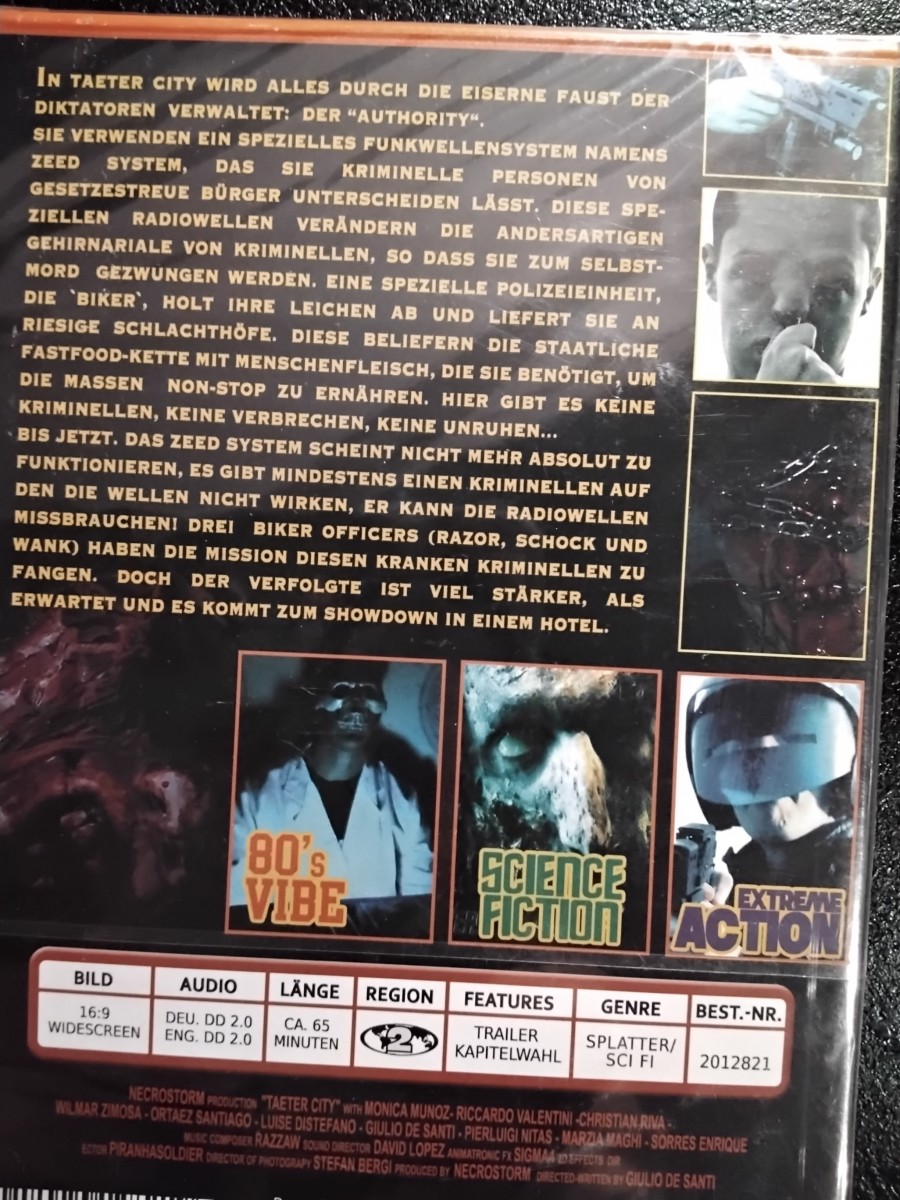 IN TAETER CITY WIRD ALLES DURCH DIE EISERNE FAUST DER
DIKTATOREN VERWALTET: DER "AUTHORITY".
SIE VERWENDEN EIN SPEZIELLES FUNKWELLENSYSTEM NAMENS
ZEED SYSTEM, DAS SIE KRIMINELLE PERSONEN VON
GESETZESTREUE BÜRGER UNTERSCHEIDEN LÄSST. DIESE SPE-
ZIELLEN RADIOWELLEN VERÄNDERN DIE ANDERSARTIGEN
GEHIRNARIALE VON KRIMINELLEN, SO DASS SIE ZUM SELBST-
MORD GEZWUNGEN WERDEN. EINE SPEZIELLE POLIZEIEINHEIT,
DIE `BIKER`, HOLT IHRE LEICHEN AB UND LIEFERT SIE AN
RIESIGE SCHLACHTHÖFE. DIESE BELIEFERN DIE STAATLICHE
FASTFOOD-KETTE MIT MENSCHENFLEISCH, DIE SIE BENÖTIGT, UM
DIE MASSEN NON-STOP ZU ERNÄHREN. HIER GIBT ES KEINE
KRIMINELLEN, KEINE VERBRECHEN, KEINE UNRUHEN...
BIS JETZT. DAS ZEED SYSTEM SCHEINT NICHT MEHR ABSOLUT ZU
FUNKTIONIEREN, ES GIBT MINDESTENS EINEN KRIMINELLEN AUF
DEN DIE WELLEN NICHT WIRKEN, ER KANN DIE RADIOWELLEN
MISSBRAUCHEN! DREI BIKER OFFICERS (RAZOR, SCHOCK UND
WANK) HABEN DIE MISSION DIESEN KRANKEN KRIMINELLEN ZU
FANGEN. DOCH DER VERFOLGTE IST VIEL STÄRKER, ALS
ERWARTET UND ES KOMMT ZUM SHOWDOWN IN EINEM HOTEL.
80's
VIBE
SCIENCE
FICTION
EXTREME
ACTION
BILD AUDIO LÄNGE REGION FEATURES GENRE BEST.-NR.
16:9 DEU. DD 2.0 CA. 65 2 TRAILER SPLATTER/ 2012821
WIDESCREEN ENG. DD 2.0 MINUTEN KAPITELWAHL SCI FI
NECROSTORM PRODUCTION "TAETER CITY" WITH MONICA MUNOZ- RICCARDO VALENTINI -CHRISTIAN RIVA -
WILMAR ZIMOSA - ORTAEZ SANTIAGO - LUISE DISTEFANO - GIULIO DE SANTI - PIERLUIGI NITAS - MARZIA MAGHI - SORRES ENRIQUE
MUSIC COMPOSER RAZZAW SOUND DIRECTOR DAVID LOPEZ ANIMATRONIC FX SIGMA4 EFFECTS DIR
EDITOR PIRANHASOLDIER DIRECTOR OF PHOTOGRAPY STEFAN BERGI PRODUCED BY NECROSTORM DIRECTED-WRITTEN BY GIULIO DE SANTI